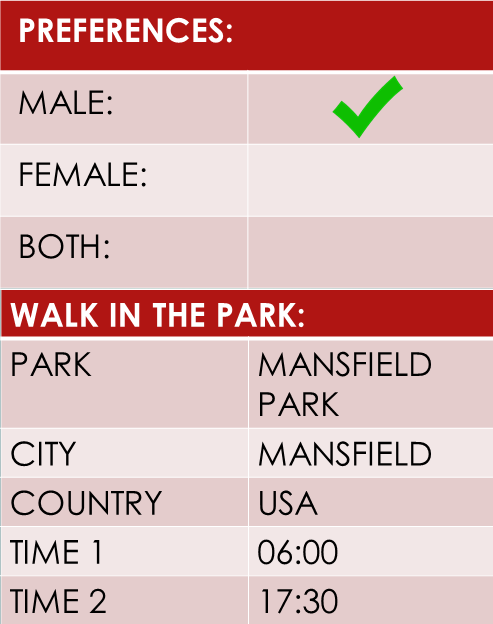 PREFERENCES:
MALE:
FEMALE:
BOTH:
WALK IN THE PARK:
PARK MANSFIELD
PARK
CITY MANSFIELD
COUNTRY USA
TIME 1 06:00
TIME 2 17:30